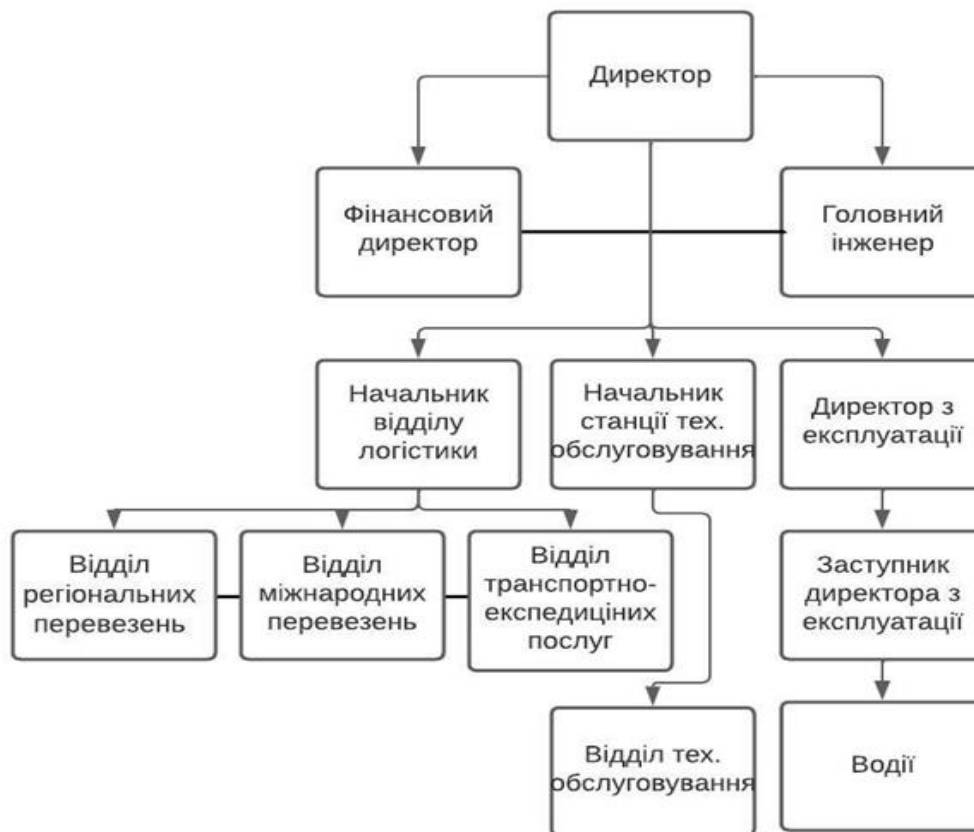 Директор
Фінансовий
директор
Головний
інженер
Начальник
відділу
логістики
Начальник
станції тех.
обслуговування
Директор з
експлуатації
Відділ
регіональних
перевезень
Відділ
міжнародних
перевезень
Відділ
транспортно-
експедиціних
послуг
Заступник
директора з
експлуатації
Відділ тех.
обслуговування
Водії